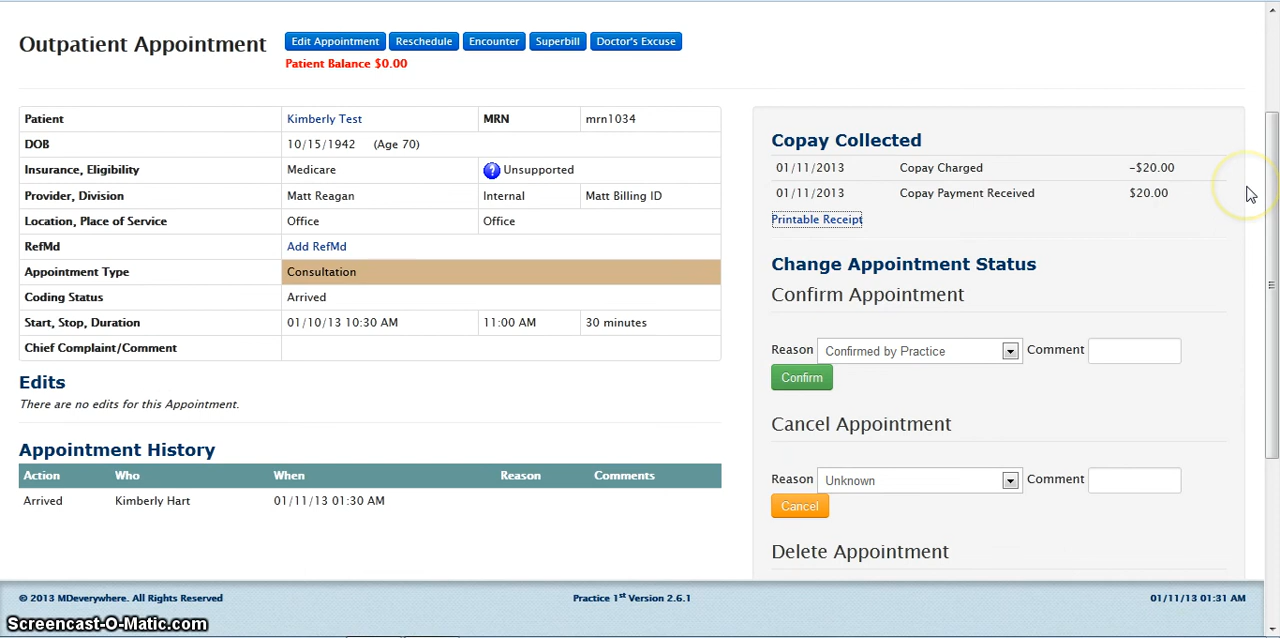 Outpatient Appointment Edit Appointment Reschedule Encounter Superbill Doctor's Excuse
Patient Balance $0.00
Patient Kimberly Test MRN mrn1034
DOB 10/15/1942 (Age 70)
Insurance, Eligibility Medicare ? Unsupported
Provider, Division Matt Reagan Internal Matt Billing ID
Location, Place of Service Office Office
RefMd Add RefMd
Appointment Type Consultation
Coding Status Arrived
Start, Stop, Duration 01/10/13 10:30 AM 11:00 AM 30 minutes
Chief Complaint/Comment
Edits
There are no edits for this Appointment.
Appointment History
Action Who When Reason Comments
Arrived Kimberly Hart 01/11/13 01:30 AM
Copay Collected
01/11/2013 Copay Charged -$20.00
01/11/2013 Copay Payment Received $20.00
Printable Receipt
Change Appointment Status
Confirm Appointment
Reason Confirmed by Practice Comment
Confirm
Cancel Appointment
Reason Unknown Comment
Cancel
Delete Appointment
© 2013 MDeverywhere. All Rights Reserved Practice 1st Version 2.6.1 01/11/13 01:31 AM
Screencast-O-Matic.com